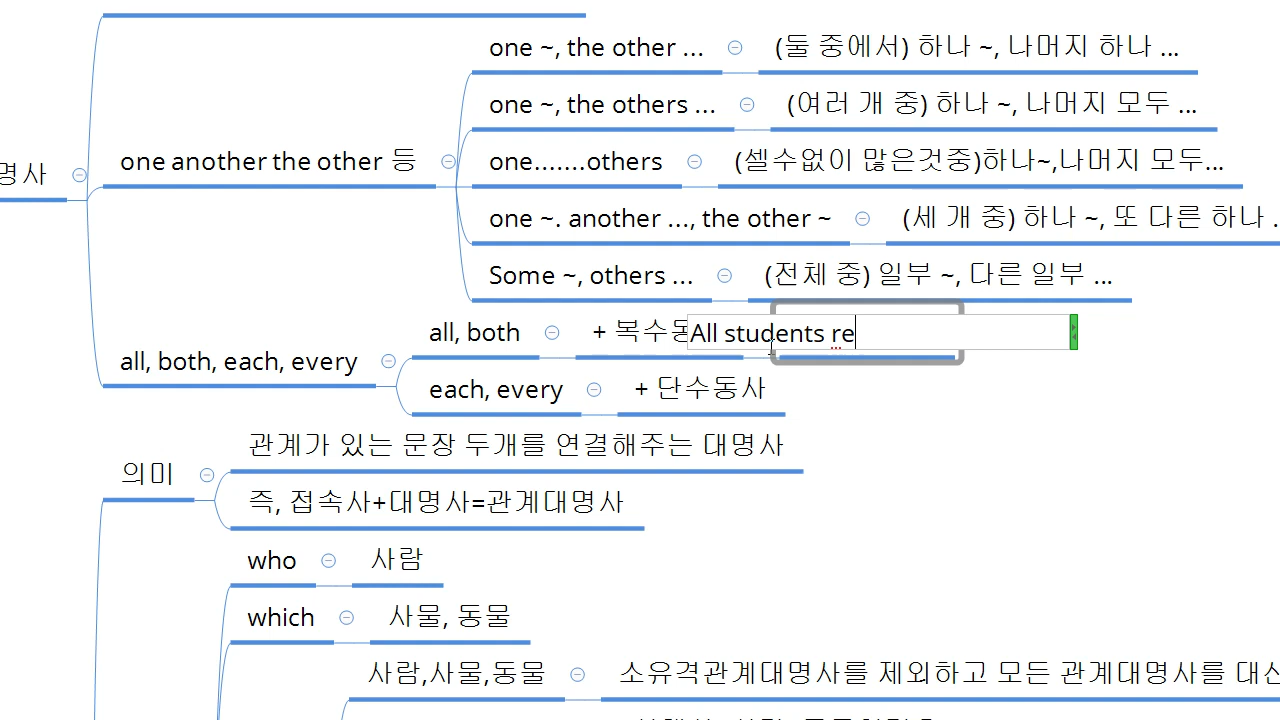 one ~, the other ... (둘 중에서) 하나 ~, 나머지 하나 ...
one ~, the others ... (여러 개 중) 하나 ~, 나머지 모두 ...
명사 one another the other 등 one.......others (셀수없이 많은것중)하나~,나머지 모두...
one ~. another ..., the other ~ (세 개 중) 하나 ~, 또 다른 하나 .
Some ~, others ... (전체 중) 일부 ~, 다른 일부 ...
all, both + 복수동 All students re
all, both, each, every
each, every + 단수동사
관계가 있는 문장 두개를 연결해주는 대명사
의미
즉, 접속사+대명사=관계대명사
who 사람
which 사물, 동물
사람,사물,동물 소유격관계대명사를 제외하고 모든 관계대명사를 대신